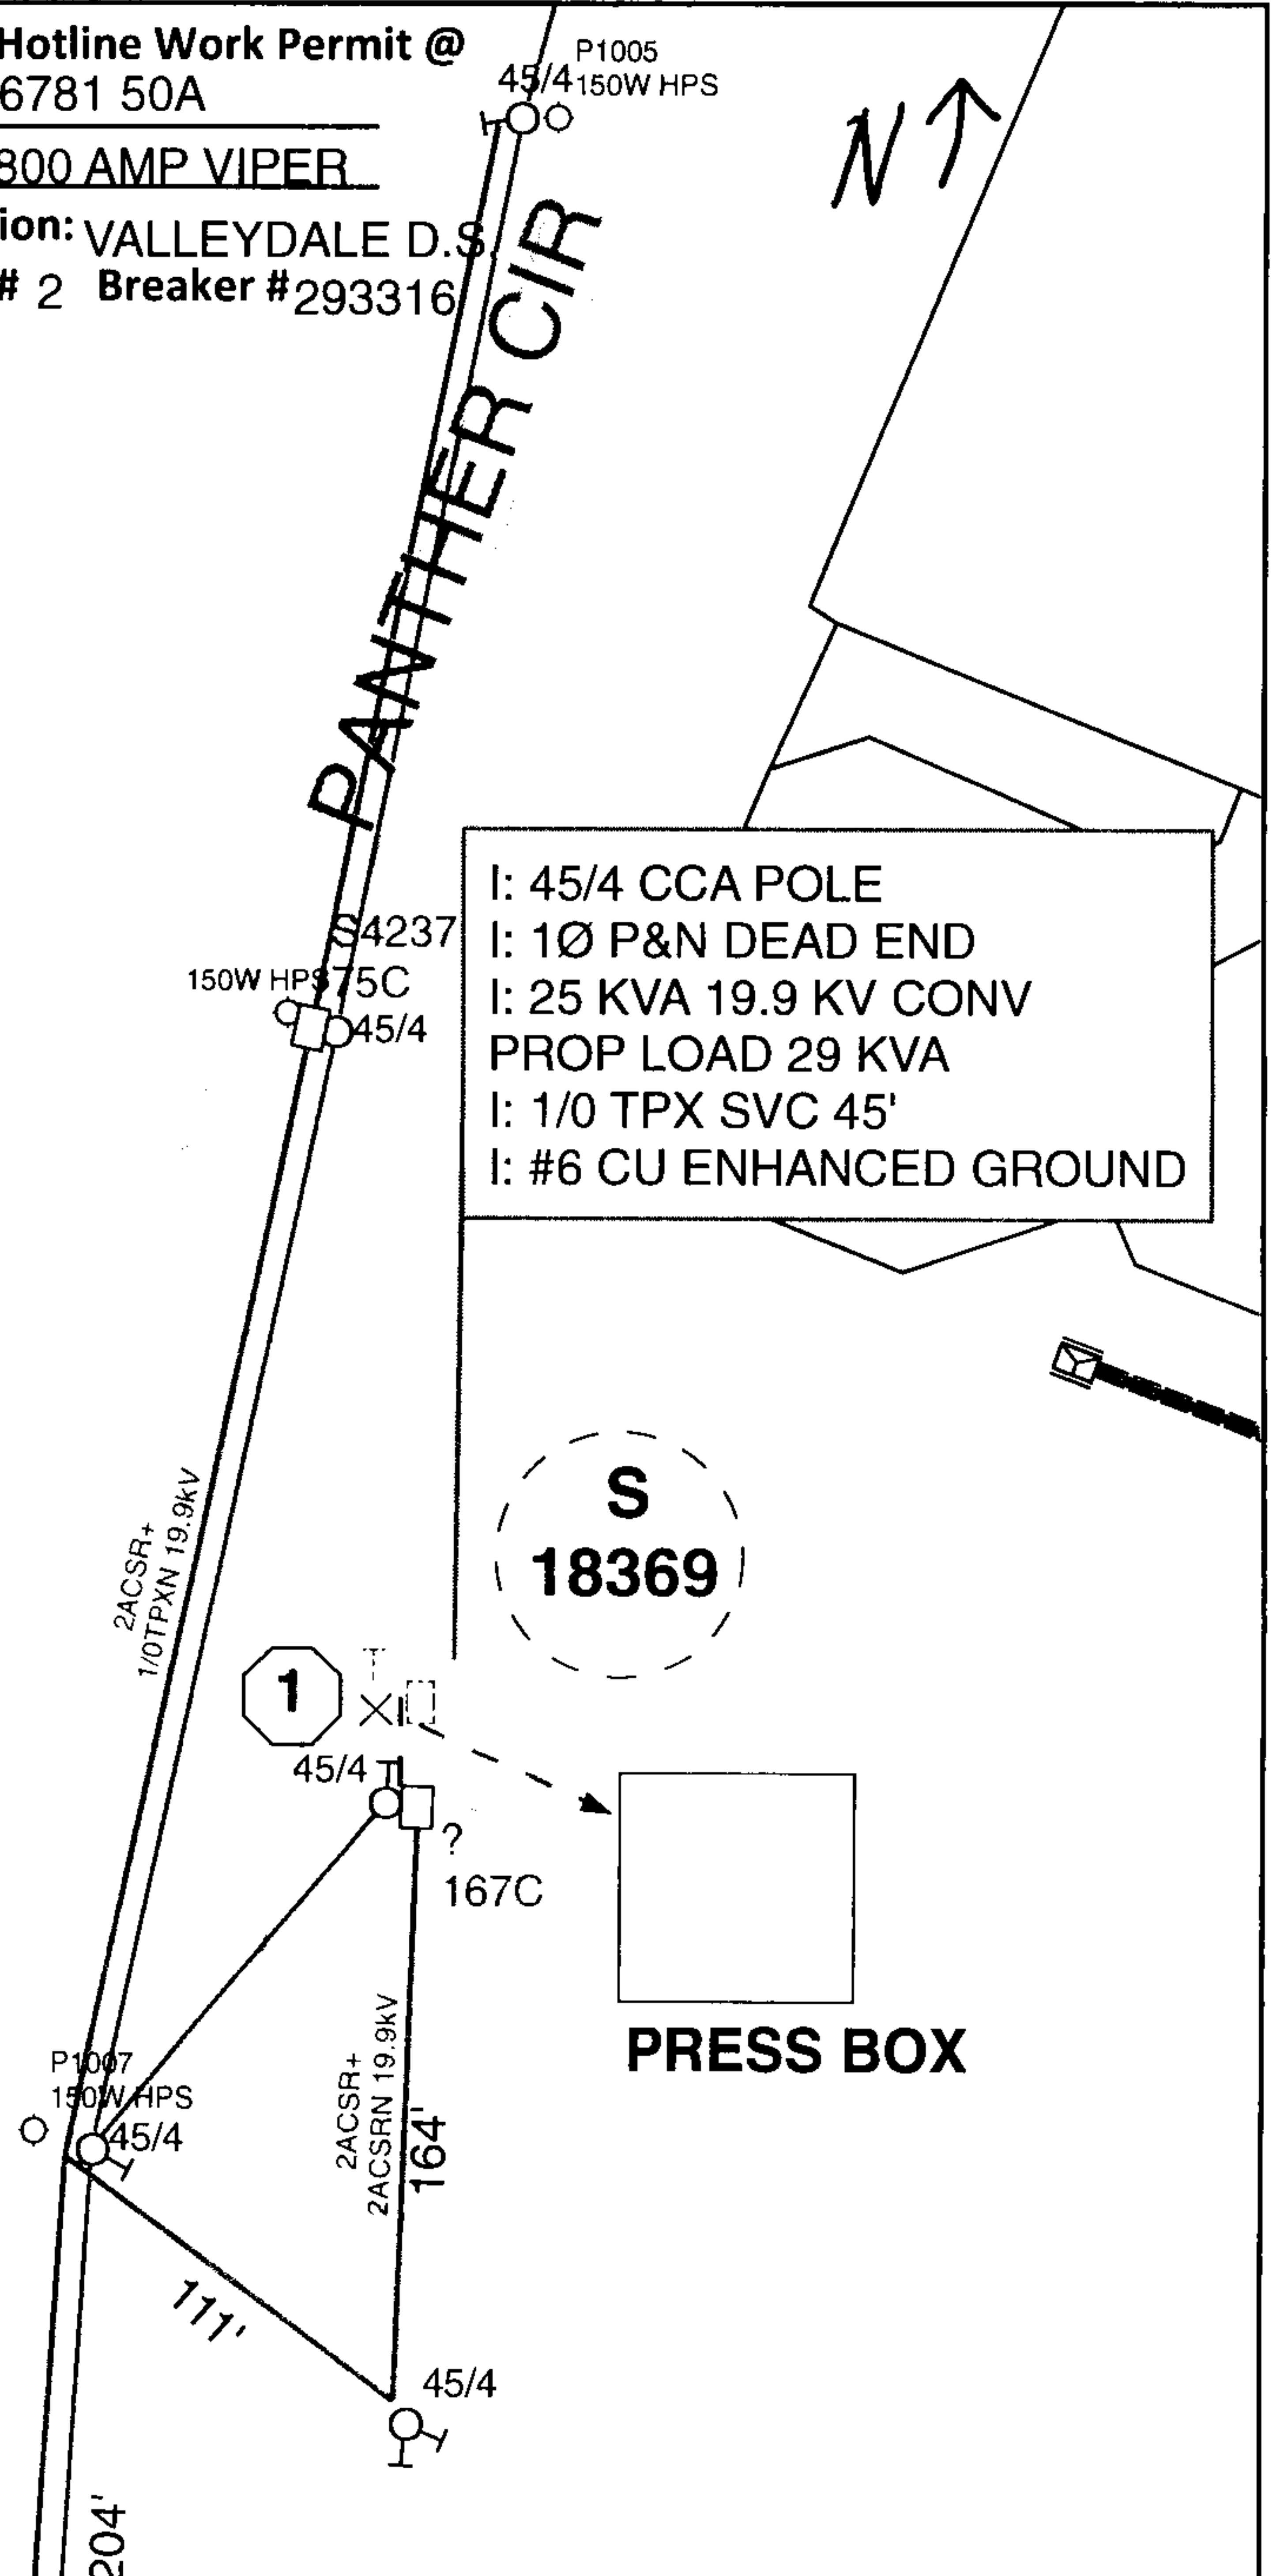 Hotline Work Permit @
6781 50A
800 AMP VIPER
ion: VALLEYDALE D.S.
# 2 Breaker # 293316
P1005
45/4 150W HPS
N
PANTHER CIR
S4237
150W HPS 75C
45/4
I: 45/4 CCA POLE
I: 1Ø P&N DEAD END
I: 25 KVA 19.9 KV CONV
PROP LOAD 29 KVA
I: 1/0 TPX SVC 45'
I: #6 CU ENHANCED GROUND
2ACSR+
1/0TPXN 19.9kV
S
18369
1
45/4
?
167C
PRESS BOX
2ACSR+
2ACSRN 19.9kV
164'
P1007
150W HPS
45/4
111'
45/4
204'